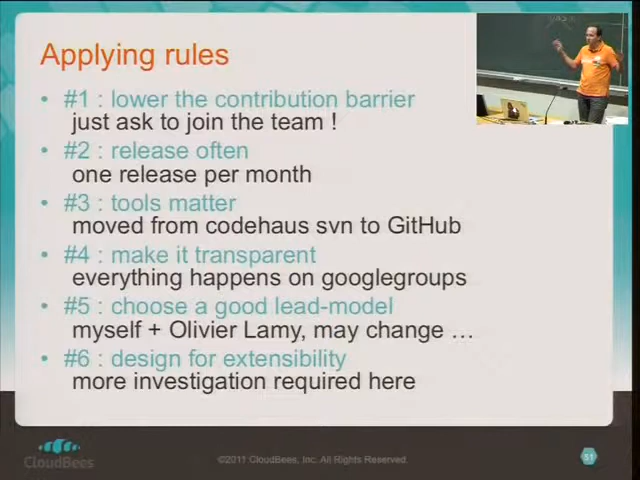 Applying rules
• #1 : lower the contribution barrier
just ask to join the team !
• #2 : release often
one release per month
• #3 : tools matter
moved from codehaus svn to GitHub
• #4 : make it transparent
everything happens on googlegroups
• #5 : choose a good lead-model
myself + Olivier Lamy, may change …
• #6 : design for extensibility
more investigation required here
CloudBees
©2011 CloudBees, Inc. All Rights Reserved.
51